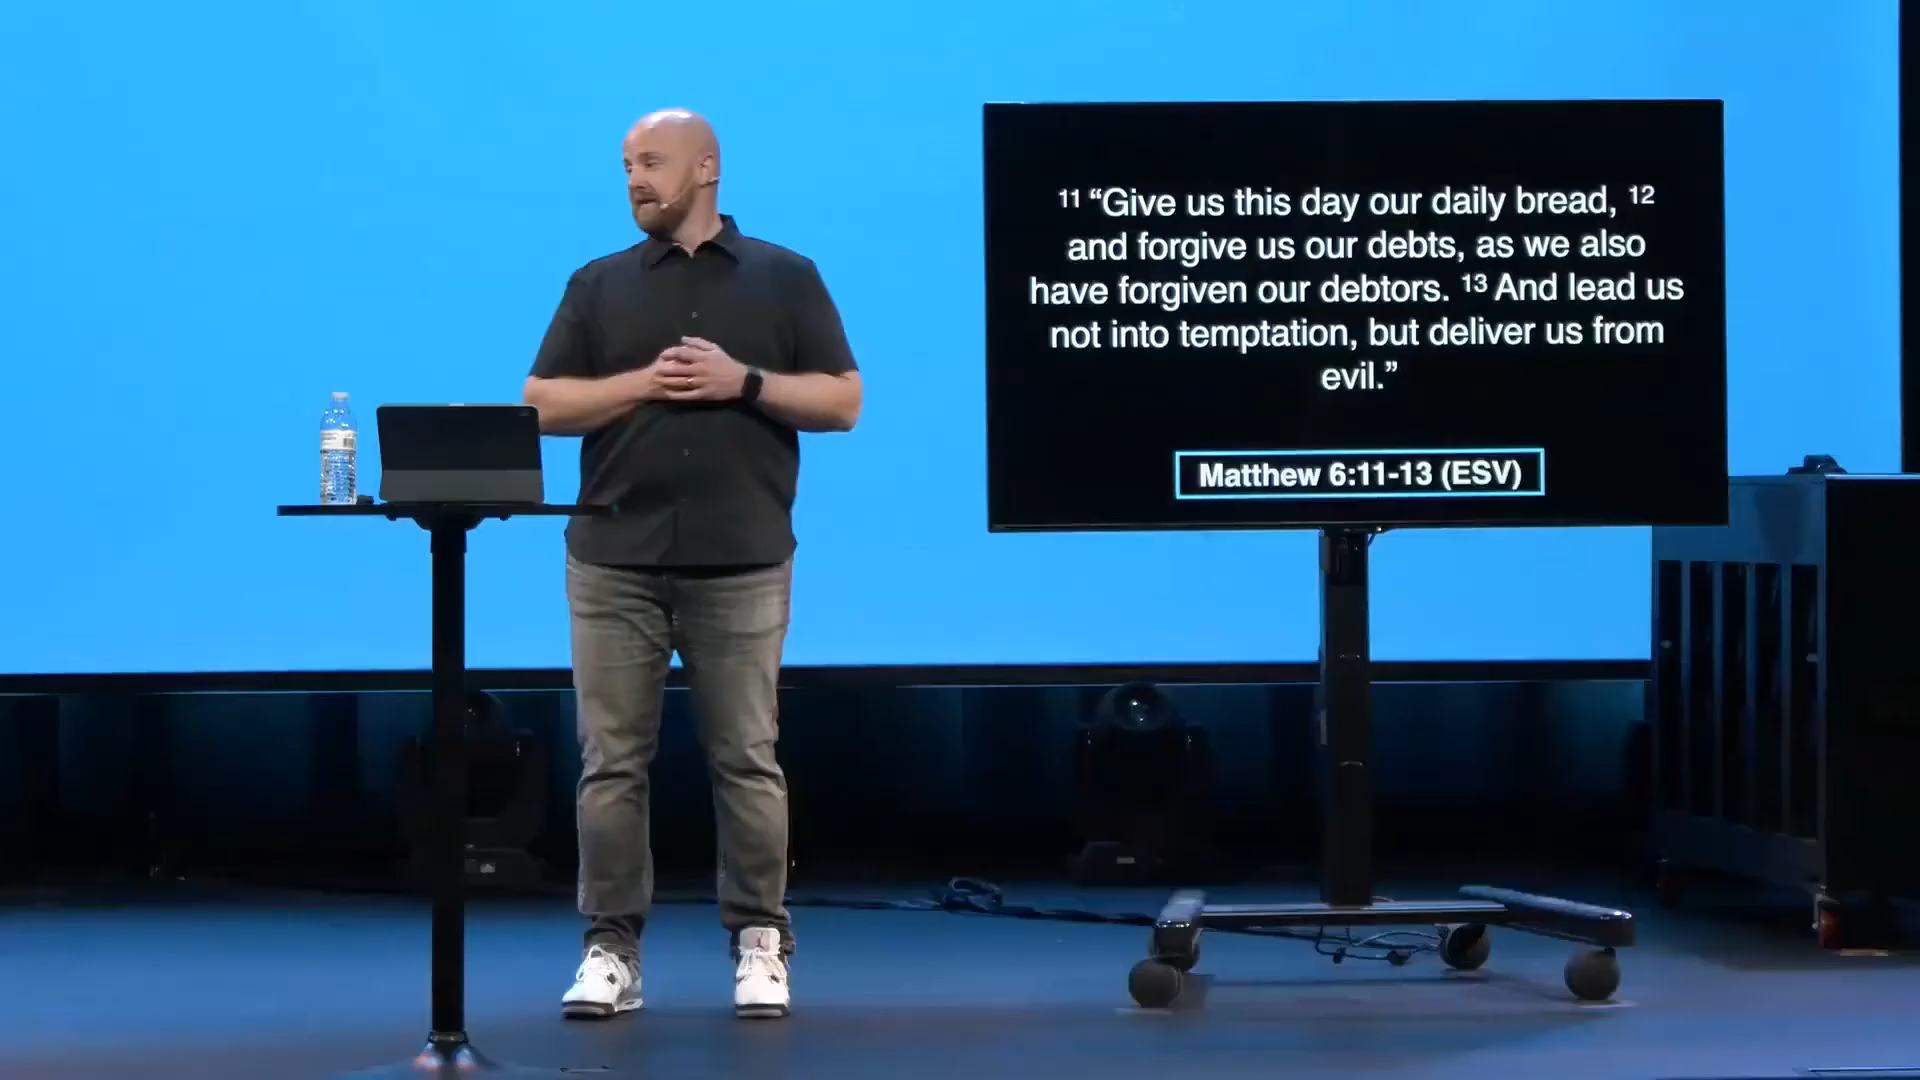 11 “Give us this day our daily bread, 12
and forgive us our debts, as we also
have forgiven our debtors. 13 And lead us
not into temptation, but deliver us from
evil.”
Matthew 6:11-13 (ESV)